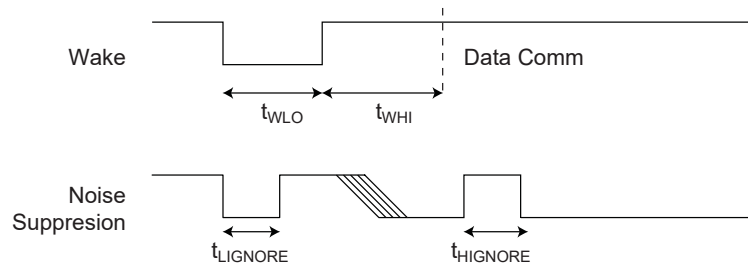 Wake
Data Comm
tWLO
tWHI
Noise
Suppresion
tLIGNORE
tHIGNORE